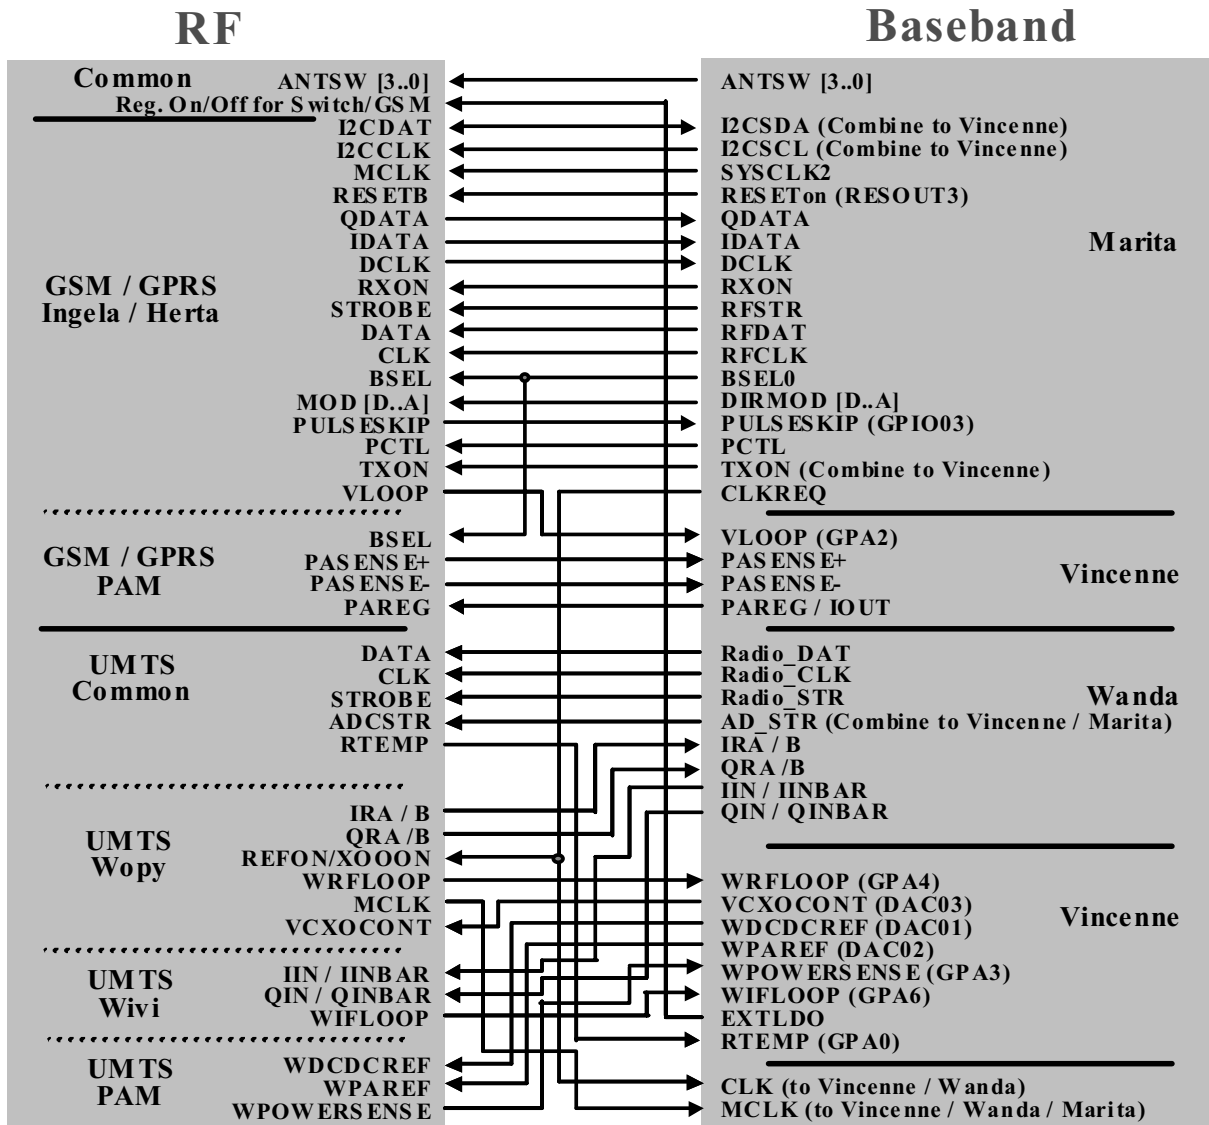 RF
Baseband
Common
ANTSW [3..0]
Reg. On/Off for Switch/GSM
I2CDAT
I2CCLK
MCLK
RESETB
QDATA
IDATA
DCLK
GSM / GPRS
Ingela / Herta
RXON
STROBE
DATA
CLK
BSEL
MOD [D..A]
PULSESKIP
PCTL
TXON
VLOOP
GSM / GPRS
PAM
BSEL
PASENSE+
PASENSE-
PAREG
UMTS
Common
DATA
CLK
STROBE
ADCSTR
RTEMP
UMTS
Wopy
IRA / B
QRA /B
REFON/XOOON
WRFLOOP
MCLK
VCXOCONT
UMTS
Wivi
IIN / IINBAR
QIN / QINBAR
WIFLOOP
UMTS
PAM
WDCDCREF
WPAREF
WPOWERSENSE
ANTSW [3..0]
I2CSDA (Combine to Vincenne)
I2CSCL (Combine to Vincenne)
SYSCLK2
RESETon (RESOUT3)
QDATA
IDATA
Marita
DCLK
RXON
RFSTR
RFDAT
RFCLK
BSEL0
DIRMOD [D..A]
PULSESKIP (GPIO03)
PCTL
TXON (Combine to Vincenne)
CLKREQ
VLOOP (GPA2)
PASENSE+
Vincenne
PASENSE-
PAREG / IOUT
Radio_DAT
Radio_CLK
Radio_STR
Wanda
AD_STR (Combine to Vincenne / Marita)
IRA / B
QRA /B
IIN / IINBAR
QIN / QINBAR
WRFLOOP (GPA4)
VCXOCONT (DAC03)
Vincenne
WDCDCREF (DAC01)
WPAREF (DAC02)
WPOWERSENSE (GPA3)
WIFLOOP (GPA6)
EXTLDO
RTEMP (GPA0)
CLK (to Vincenne / Wanda)
MCLK (to Vincenne / Wanda / Marita)